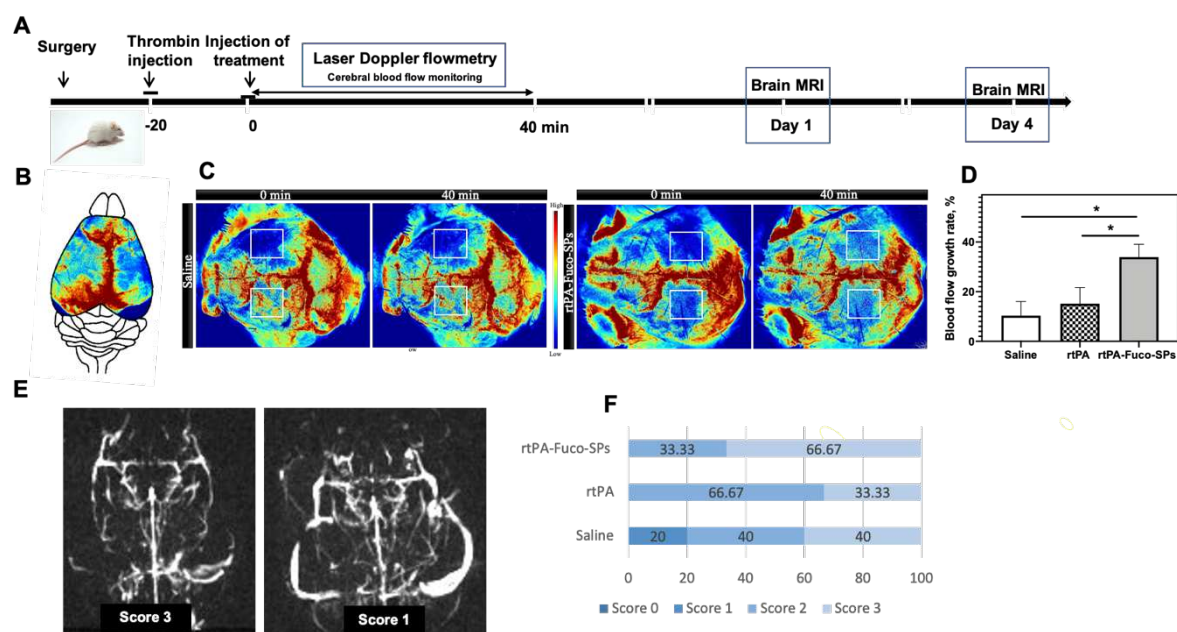 A
Surgery
Thrombin
injection
Injection of
treatment
Laser Doppler flowmetry
Cerebral blood flow monitoring
Brain MRI
Brain MRI
-20
0
40 min
Day 1
Day 4
B
C
0 min
40 min
Saline
High
Low
ow
0 min
40 min
rtPA-Fuco-SPs
D
Blood flow growth rate, %
40
20
0
*
*
Saline
rtPA
rtPA-Fuco-SPs
E
Score 3
Score 1
F
rtPA-Fuco-SPs
33.33
66.67
rtPA
66.67
33.33
Saline
20
40
40
0
20
40
60
80
100
Score 0
Score 1
Score 2
Score 3